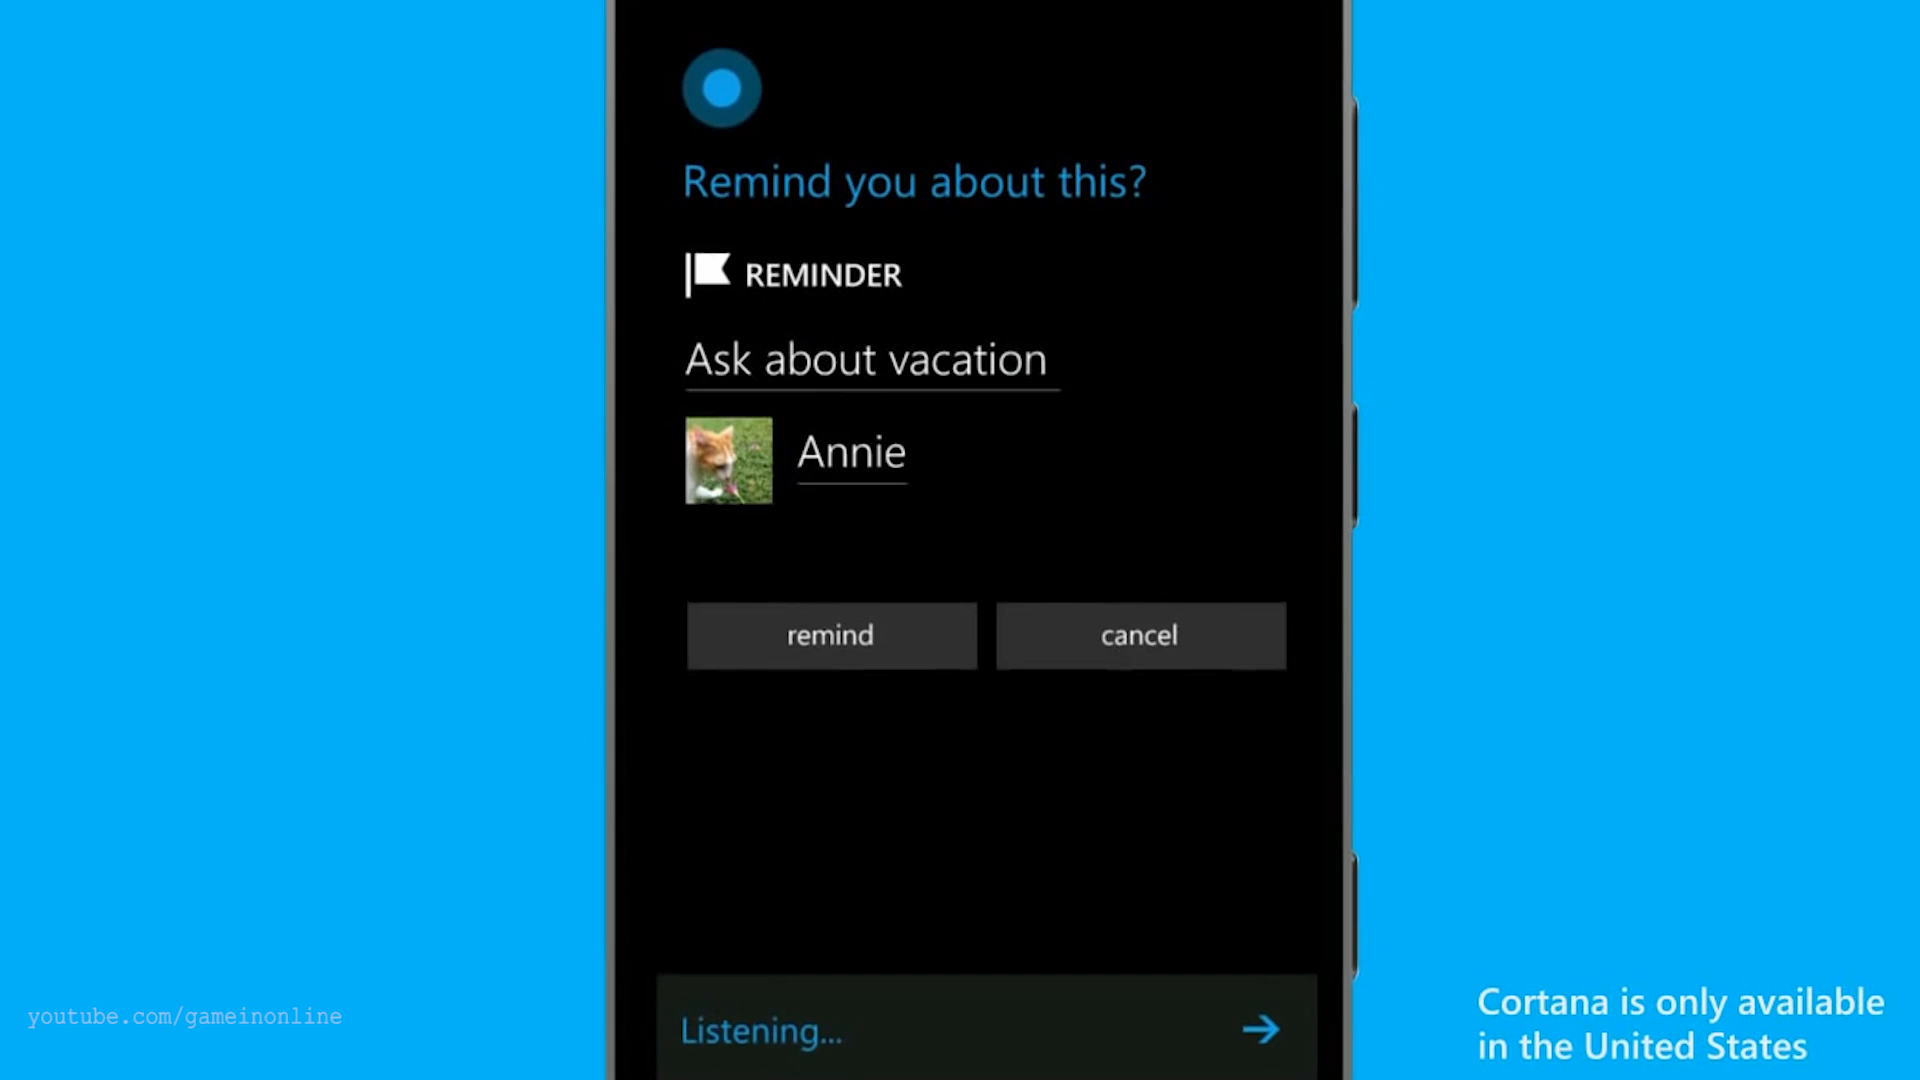 Remind you about this?
REMINDER
Ask about vacation
Annie
remind
cancel
Listening...
youtube.com/gameinonline
Cortana is only available
in the United States